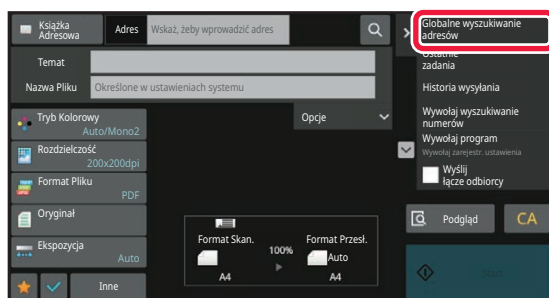 Książka
Adresowa
Adres
Wskaż, żeby wprowadzić adres
Temat
Nazwa Pliku
Określone w ustawieniach systemu
Tryb Kolorowy
Auto/Mono2
Rozdzielczość
200x200dpi
Format Pliku
PDF
Oryginał
Ekspozycja
Auto
Inne
Opcje
Format Skan.
A4
100%
Format Przesł.
Auto
A4
Globalne wyszukiwanie
adresów
Ostatnie
zadania
Historia wysyłania
Wywołaj wyszukiwanie
numerów
Wywołaj program
Wywołaj zarejestr. ustawienia
Wyślij
łącze odbiorcy
Podgląd
CA
Start